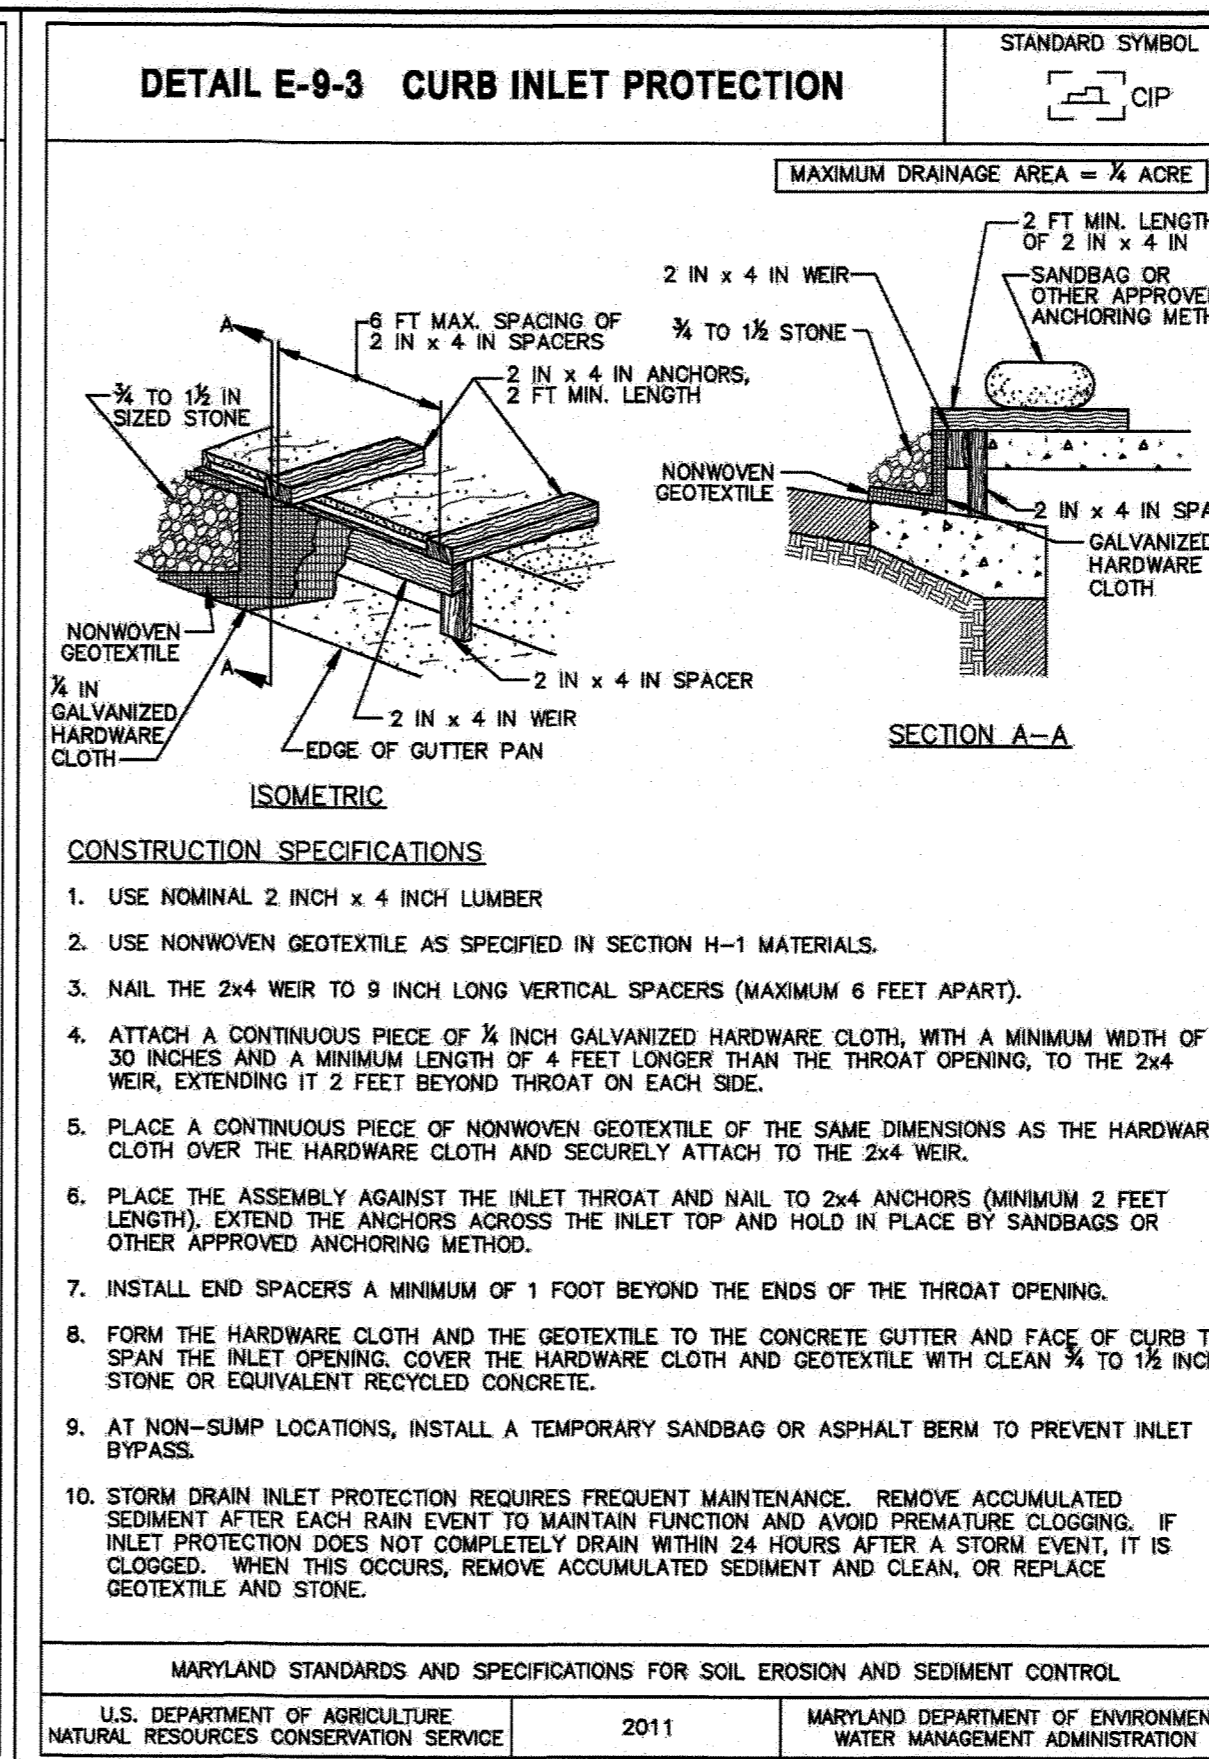 DETAIL E-9-3 CURB INLET PROTECTION
STANDARD SYMBOL
CIP
MAXIMUM DRAINAGE AREA = ¼ ACRE
2 FT MIN. LENGTH
OF 2 IN x 4 IN
2 IN x 4 IN WEIR
SANDBAG OR
OTHER APPROVE
ANCHORING METH
¾ TO 1½ STONE
A
6 FT MAX. SPACING OF
2 IN x 4 IN SPACERS
2 IN x 4 IN ANCHORS,
2 FT MIN. LENGTH
¾ TO 1½ IN
SIZED STONE
NONWOVEN
GEOTEXTILE
2 IN x 4 IN SPA
GALVANIZED
HARDWARE
CLOTH
NONWOVEN
GEOTEXTILE
A
2 IN x 4 IN SPACER
¼ IN
GALVANIZED
HARDWARE
CLOTH
2 IN x 4 IN WEIR
EDGE OF GUTTER PAN
SECTION A-A
ISOMETRIC
CONSTRUCTION SPECIFICATIONS
1. USE NOMINAL 2 INCH x 4 INCH LUMBER
2. USE NONWOVEN GEOTEXTILE AS SPECIFIED IN SECTION H-1 MATERIALS.
3. NAIL THE 2x4 WEIR TO 9 INCH LONG VERTICAL SPACERS (MAXIMUM 6 FEET APART).
4. ATTACH A CONTINUOUS PIECE OF ¼ INCH GALVANIZED HARDWARE CLOTH, WITH A MINIMUM WIDTH OF
30 INCHES AND A MINIMUM LENGTH OF 4 FEET LONGER THAN THE THROAT OPENING, TO THE 2x4
WEIR, EXTENDING IT 2 FEET BEYOND THROAT ON EACH SIDE.
5. PLACE A CONTINUOUS PIECE OF NONWOVEN GEOTEXTILE OF THE SAME DIMENSIONS AS THE HARDWAR
CLOTH OVER THE HARDWARE CLOTH AND SECURELY ATTACH TO THE 2x4 WEIR.
6. PLACE THE ASSEMBLY AGAINST THE INLET THROAT AND NAIL TO 2x4 ANCHORS (MINIMUM 2 FEET
LENGTH). EXTEND THE ANCHORS ACROSS THE INLET TOP AND HOLD IN PLACE BY SANDBAGS OR
OTHER APPROVED ANCHORING METHOD.
7. INSTALL END SPACERS A MINIMUM OF 1 FOOT BEYOND THE ENDS OF THE THROAT OPENING.
8. FORM THE HARDWARE CLOTH AND THE GEOTEXTILE TO THE CONCRETE GUTTER AND FACE OF CURB T
SPAN THE INLET OPENING. COVER THE HARDWARE CLOTH AND GEOTEXTILE WITH CLEAN ¾ TO 1½ INCH
STONE OR EQUIVALENT RECYCLED CONCRETE.
9. AT NON-SUMP LOCATIONS, INSTALL A TEMPORARY SANDBAG OR ASPHALT BERM TO PREVENT INLET
BYPASS.
10. STORM DRAIN INLET PROTECTION REQUIRES FREQUENT MAINTENANCE. REMOVE ACCUMULATED
SEDIMENT AFTER EACH RAIN EVENT TO MAINTAIN FUNCTION AND AVOID PREMATURE CLOGGING. IF
INLET PROTECTION DOES NOT COMPLETELY DRAIN WITHIN 24 HOURS AFTER A STORM EVENT, IT IS
CLOGGED. WHEN THIS OCCURS, REMOVE ACCUMULATED SEDIMENT AND CLEAN, OR REPLACE
GEOTEXTILE AND STONE.
MARYLAND STANDARDS AND SPECIFICATIONS FOR SOIL EROSION AND SEDIMENT CONTROL
U.S. DEPARTMENT OF AGRICULTURE
NATURAL RESOURCES CONSERVATION SERVICE
2011
MARYLAND DEPARTMENT OF ENVIRONMEN
WATER MANAGEMENT ADMINISTRATION